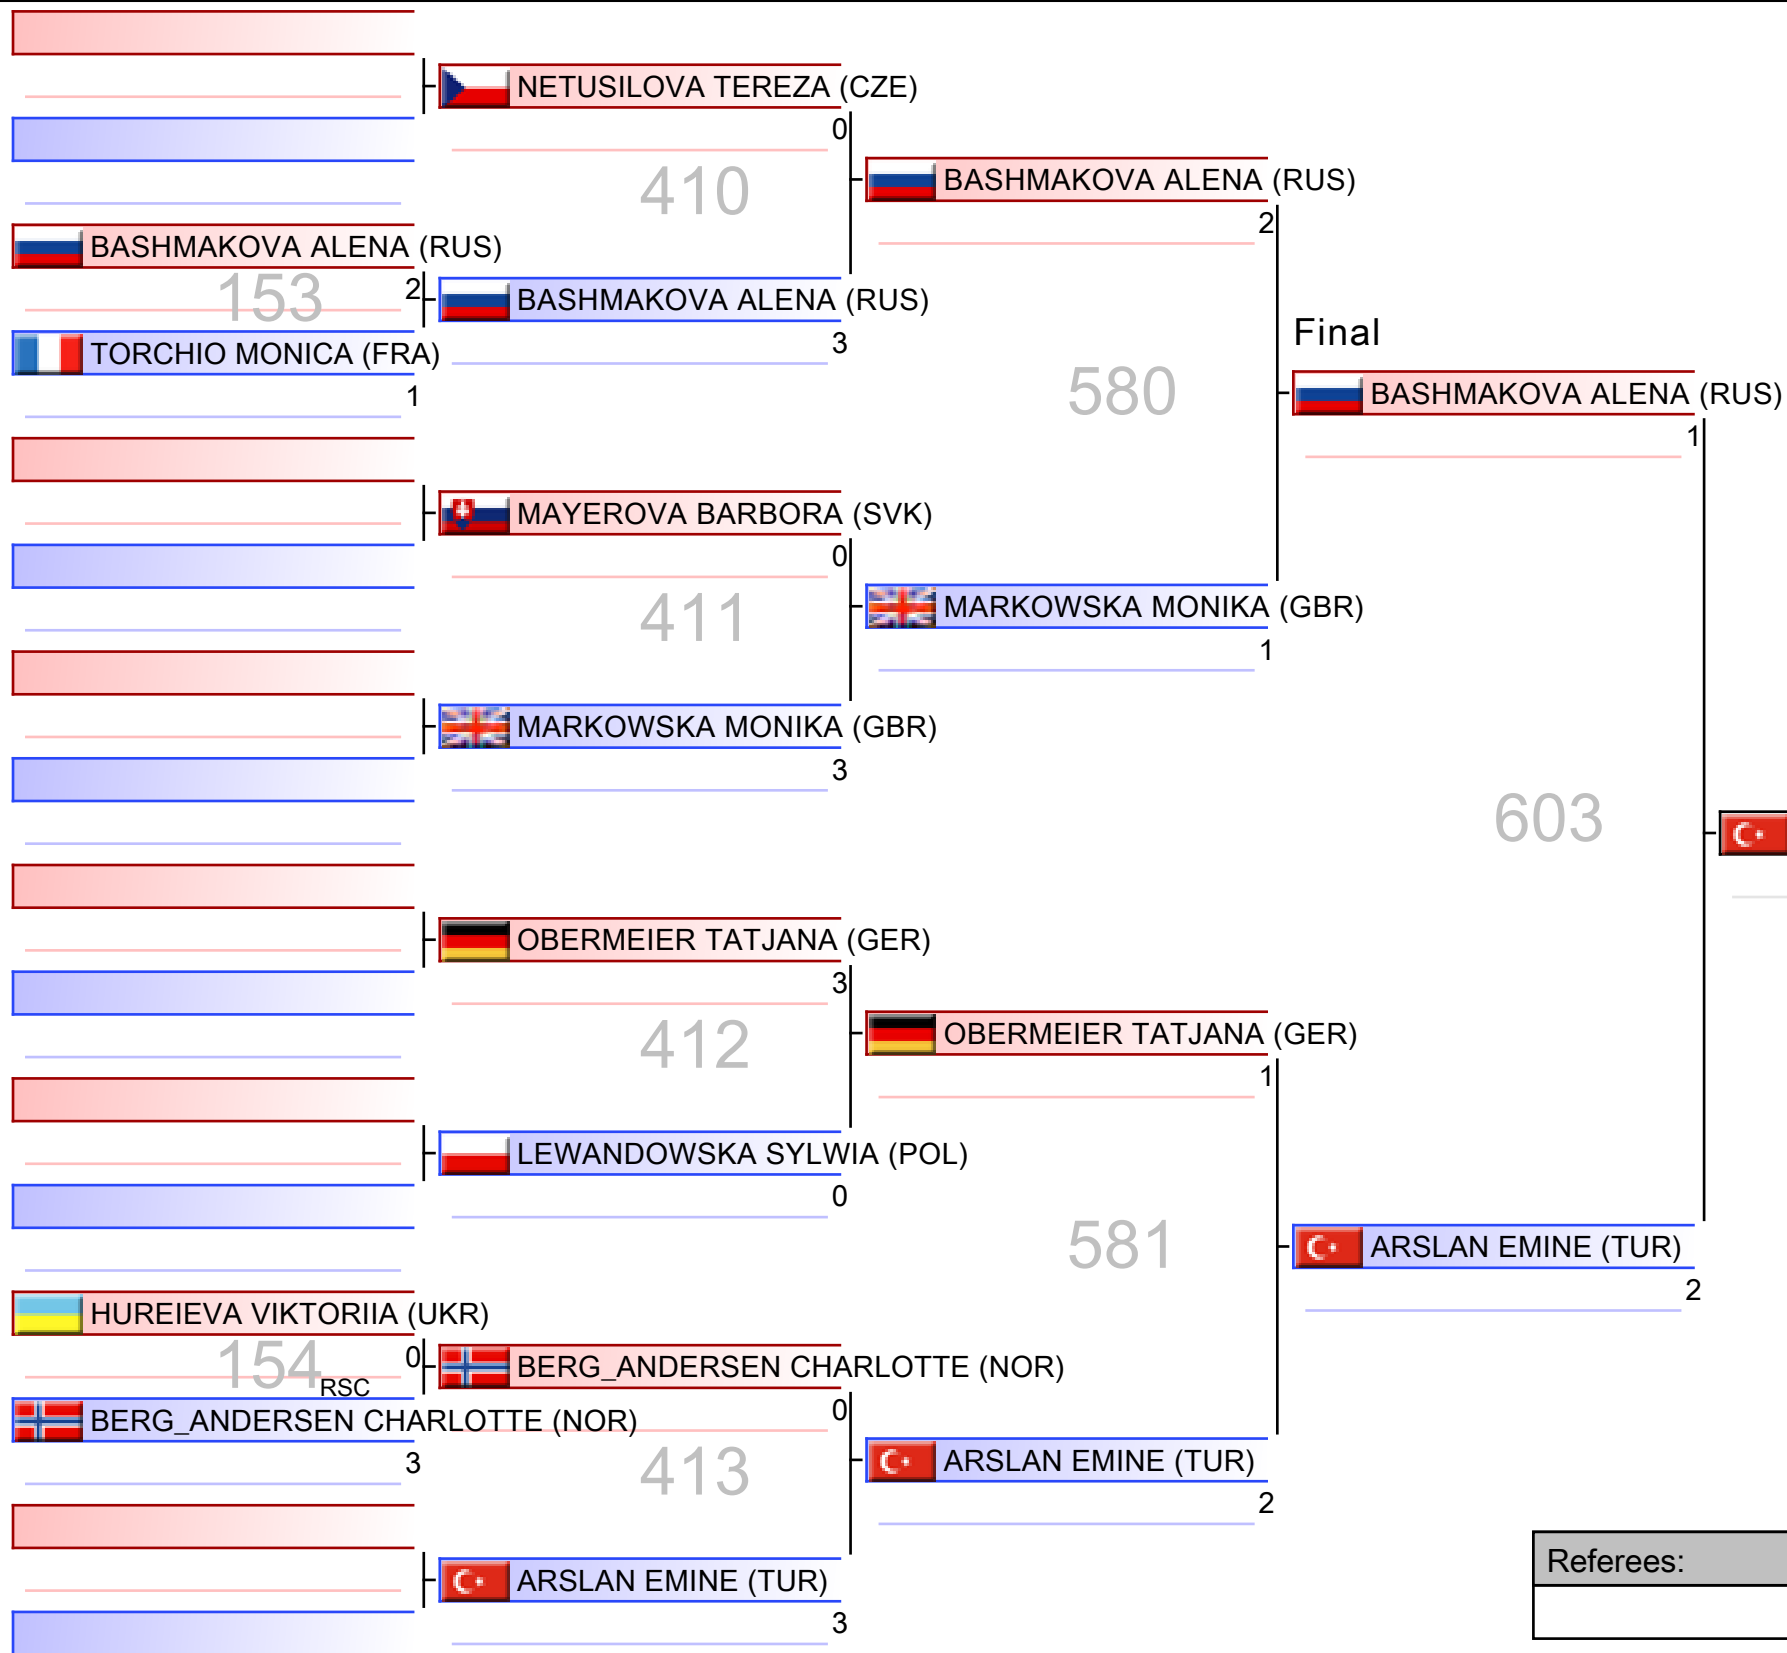 NETUSILOVA TEREZA (CZE)
0
410
BASHMAKOVA ALENA (RUS)
2
BASHMAKOVA ALENA (RUS)
153
2
BASHMAKOVA ALENA (RUS)
3
TORCHIO MONICA (FRA)
1
Final
580
BASHMAKOVA ALENA (RUS)
1
MAYEROVA BARBORA (SVK)
0
411
MARKOWSKA MONIKA (GBR)
1
MARKOWSKA MONIKA (GBR)
3
603
OBERMEIER TATJANA (GER)
3
412
OBERMEIER TATJANA (GER)
1
LEWANDOWSKA SYLWIA (POL)
0
581
ARSLAN EMINE (TUR)
2
HUREIEVA VIKTORIIA (UKR)
154
0
RSC
BERG_ANDERSEN CHARLOTTE (NOR)
0
BERG_ANDERSEN CHARLOTTE (NOR)
3
413
ARSLAN EMINE (TUR)
2
ARSLAN EMINE (TUR)
3
Referees: